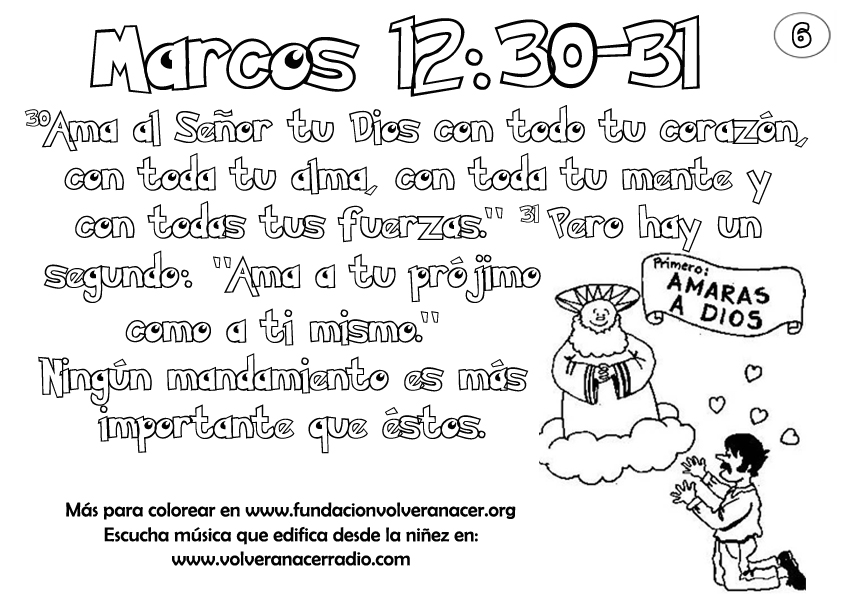 Marcos 12:30-31
6
30Ama al Señor tu Dios con todo tu corazón,
con toda tu alma, con toda tu mente y
con todas tus fuerzas." 31 Pero hay un
segundo: "Ama a tu prójimo
como a ti mismo."
Ningún mandamiento es más
importante que éstos.
Primero:
AMARAS
A DIOS
Más para colorear en www.fundacionvolveranacer.org
Escucha música que edifica desde la niñez en:
www.volveranacerradio.com